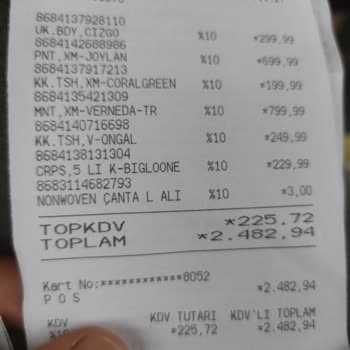 8684137928110
UK.BDY,CIZGO %10 *299,99
8684142688986
PNT,XM-JOYLAN %10 *699,99
8684137917213
KK.TSH,XM-CORALGREEN %10 *199,99
8684135421309
MNT,XM-VERNEDA-TR %10 *799,99
8684140716698
KK.TSH,V-ONGAL %10 *249,99
8684138131304
CRPS,5 LI K-BIGLOONE %10 *229,99
8683114682793
NONWOVEN ÇANTA L ALI %10 *3,00
TOPKDV *225,72
TOPLAM *2.482,94
Kart No:************8052
P O S *2.482,94
KDV KDV TUTARI KDV'LI TOPLAM
%10 *225,72 *2.482,94